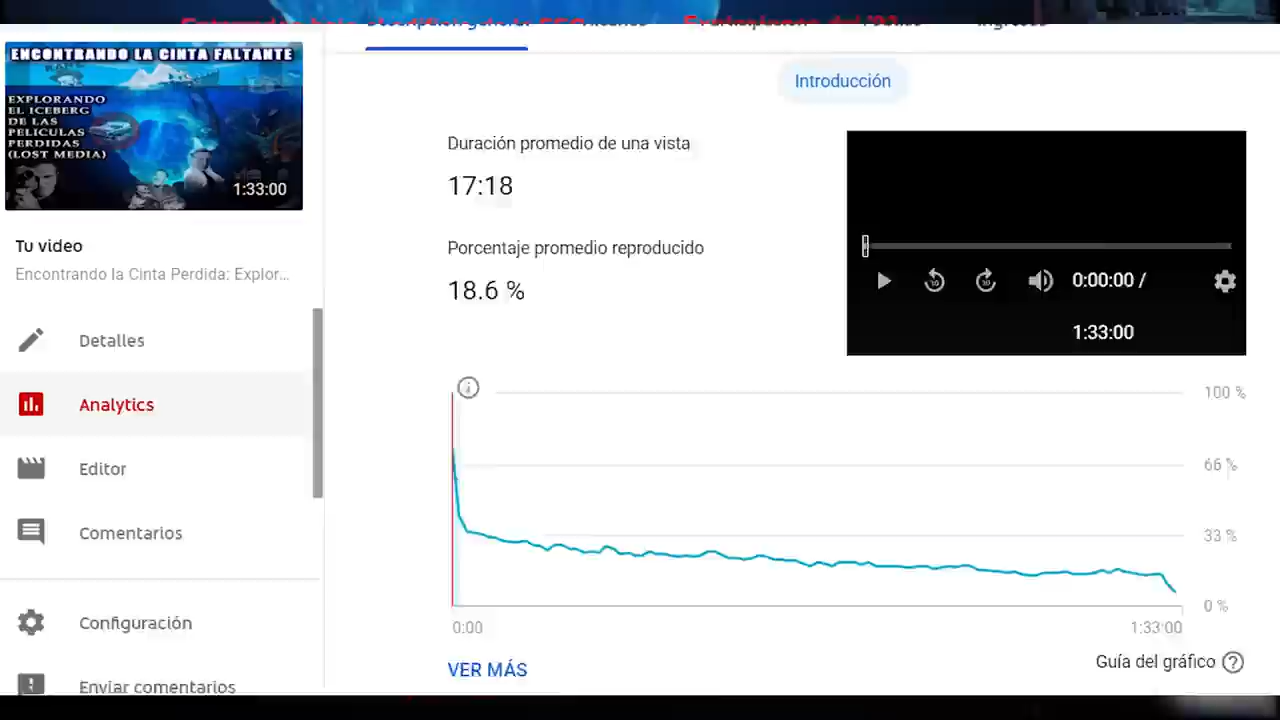 ENCONTRANDO LA CINTA FALTANTE
EXPLORANDO
EL ICEBERG
DE LAS
PELICULAS
PERDIDAS
(LOST MEDIA)
1:33:00
Tu video
Encontrando la Cinta Perdida: Explor...
Detalles
Analytics
Editor
Comentarios
Configuración
Enviar comentarios
Introducción
Duración promedio de una vista
17:18
Porcentaje promedio reproducido
18.6 %
10
10
0:00:00 /
1:33:00
100 %
66 %
33 %
0 %
0:00
1:33:00
VER MÁS
Guía del gráfico